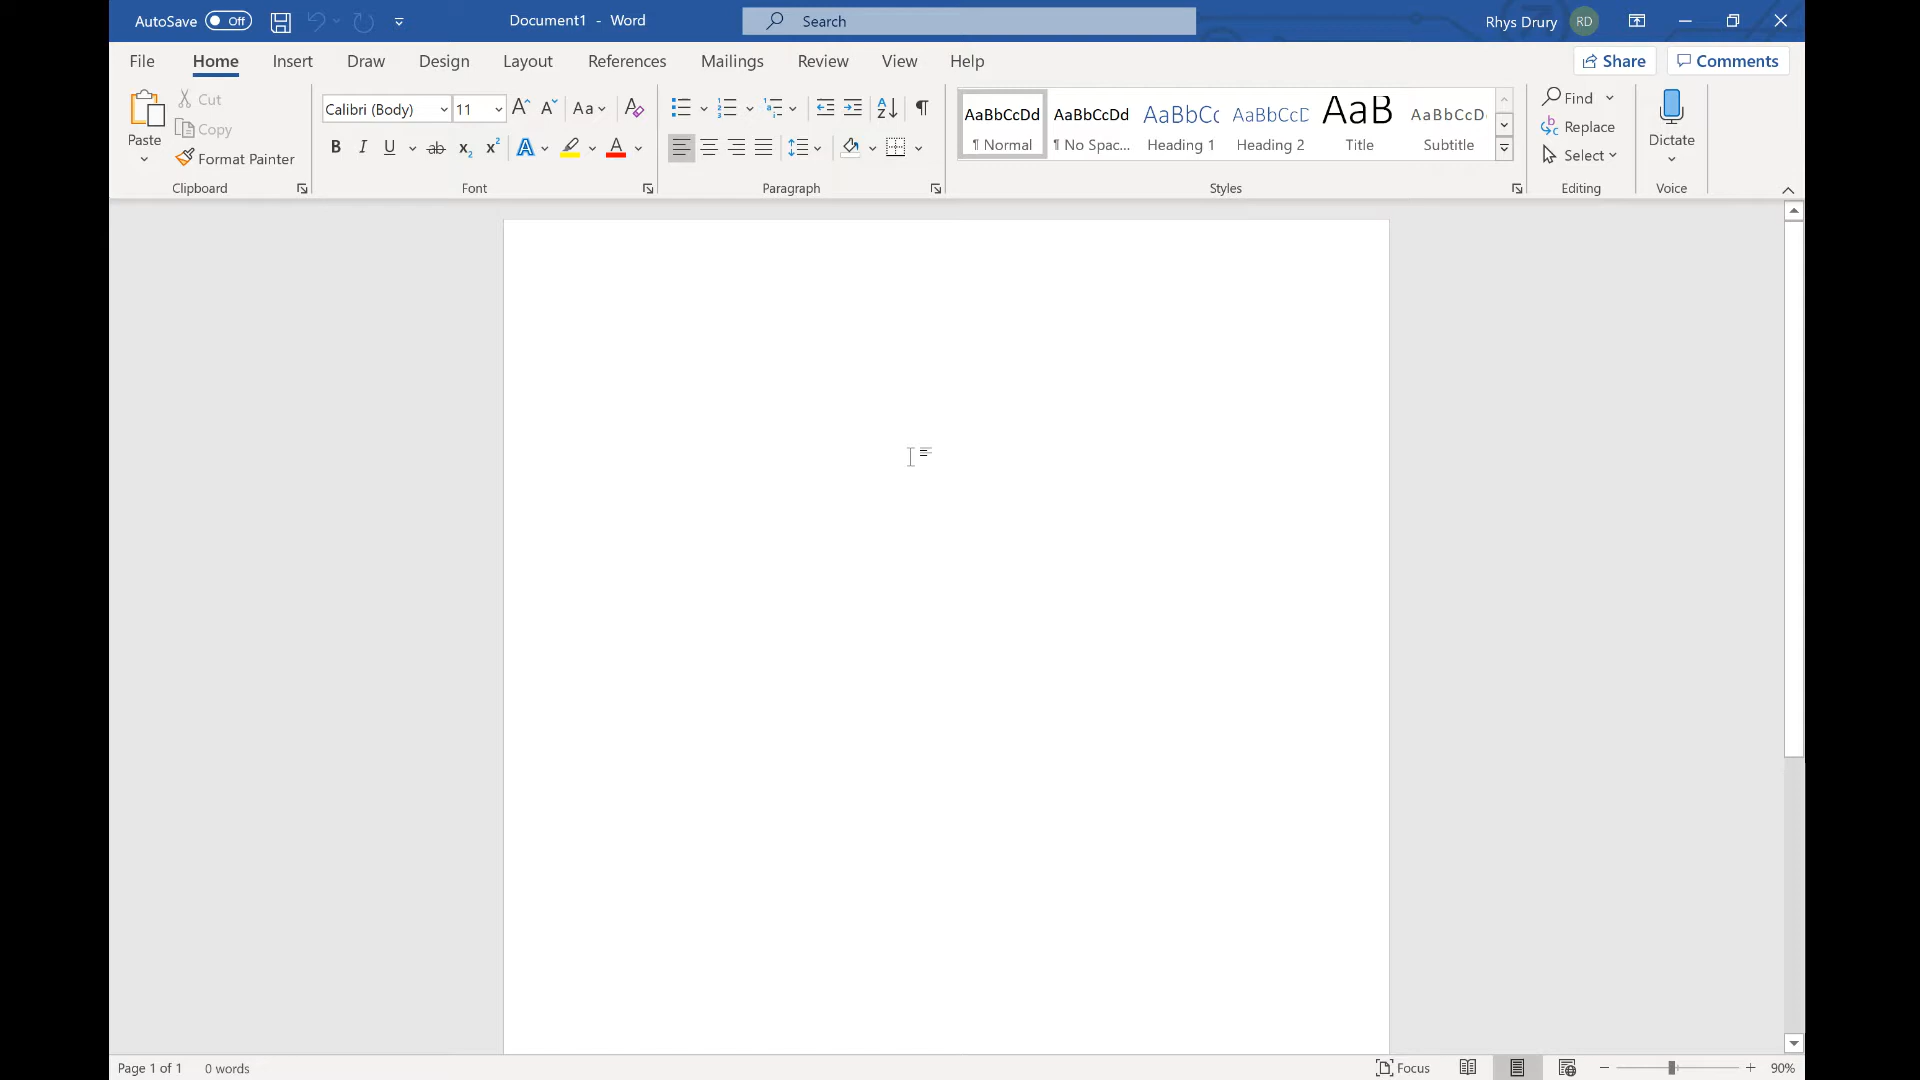 AutoSave Off Document1 - Word Search Rhys Drury RD
File Home Insert Draw Design Layout References Mailings Review View Help Share Comments
Paste Cut Copy Format Painter
Clipboard
Calibri (Body) 11 Aa
B I U ab x₂ x² A A
Font
Paragraph
AaBbCcDd AaBbCcDd AaBbCc AaBbCcD AaB AaBbCcD
¶ Normal ¶ No Spac... Heading 1 Heading 2 Title Subtitle
Styles
Find
Replace
Select
Editing
Dictate
Voice
Page 1 of 1 0 words Focus 90%